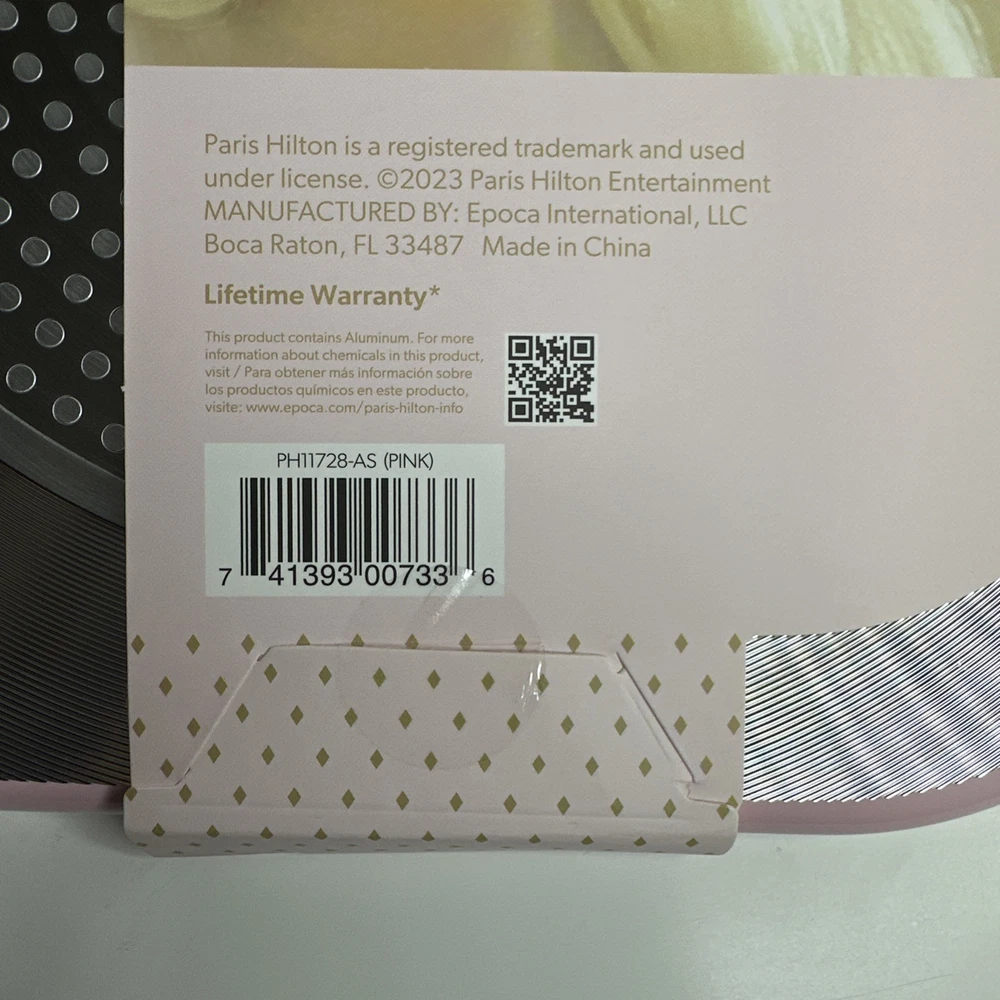 Paris Hilton is a registered trademark and used
under license. ©2023 Paris Hilton Entertainment
MANUFACTURED BY: Epoca International, LLC
Boca Raton, FL 33487 Made in China
Lifetime Warranty*
This product contains Aluminum. For more
information about chemicals in this product,
visit / Para obtener más información sobre
los productos químicos en este producto,
visite: www.epoca.com/paris-hilton-info
PH11728-AS (PINK)
7 41393 00733 6